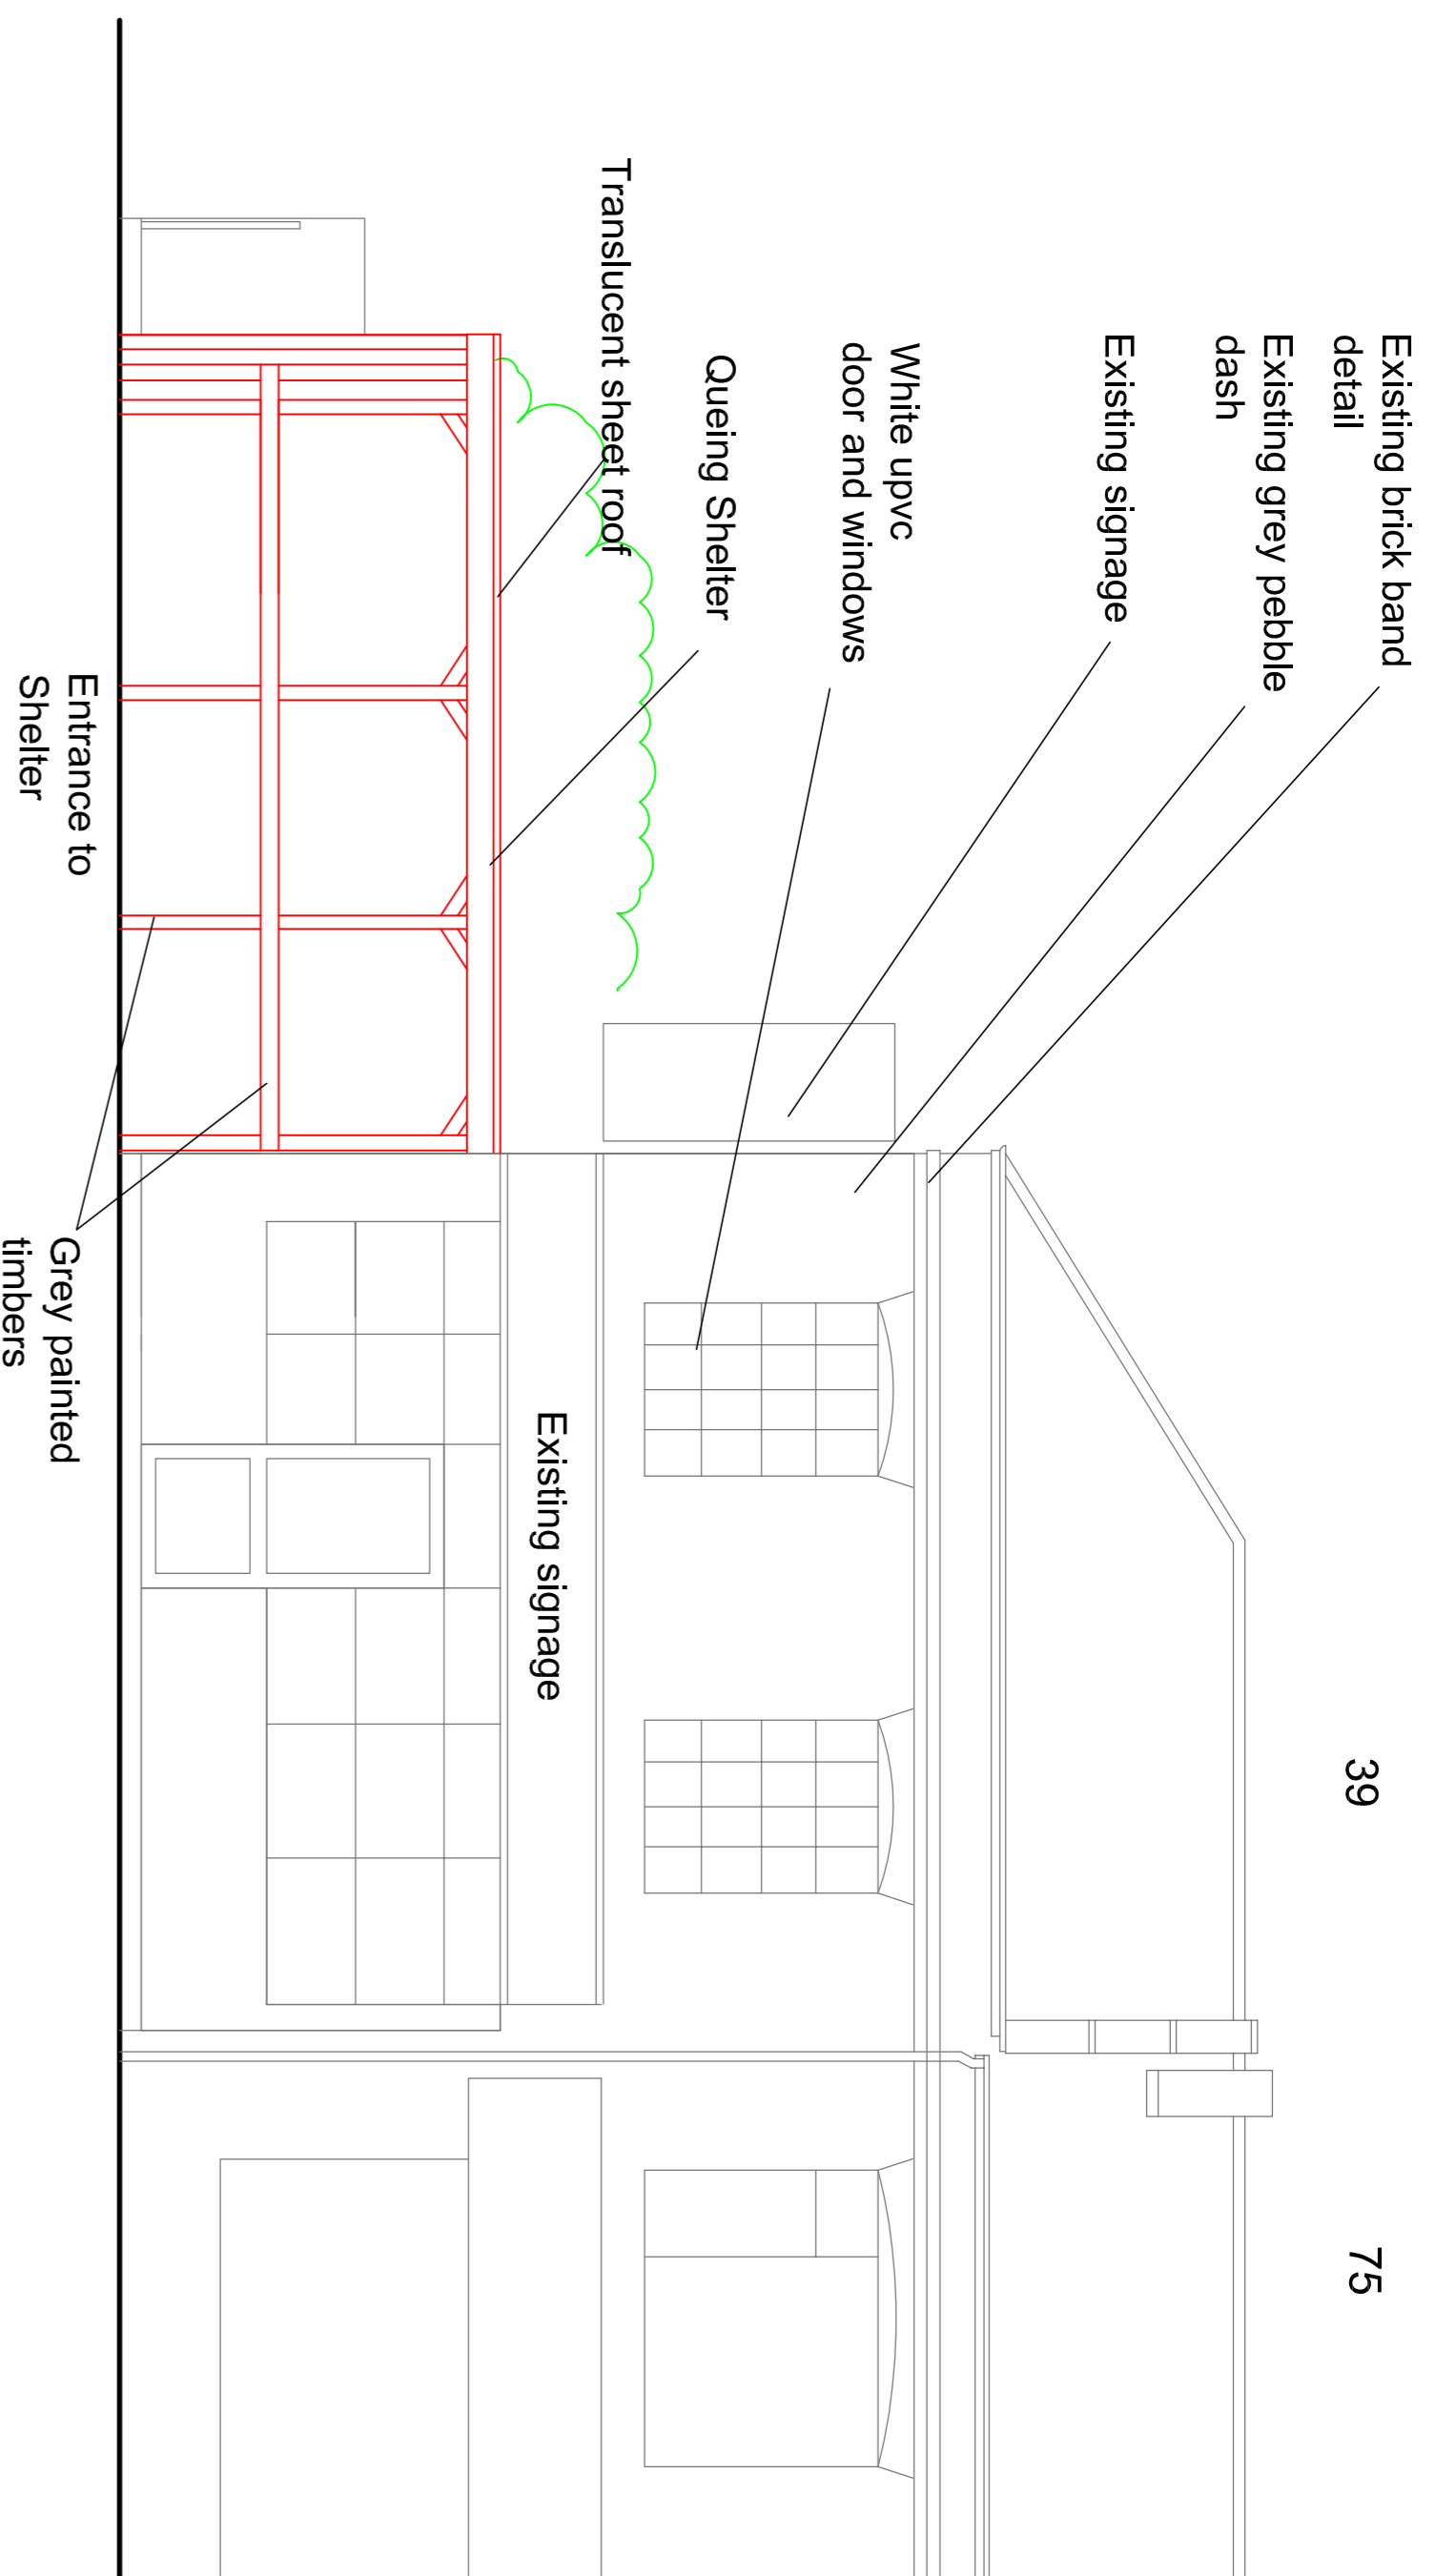 39
75
Existing brick band
detail
Existing grey pebble
dash
Existing signage
White upvc
door and windows
Queing Shelter
Translucent sheet roof
Existing signage
Entrance to
Shelter
Grey painted
timbers